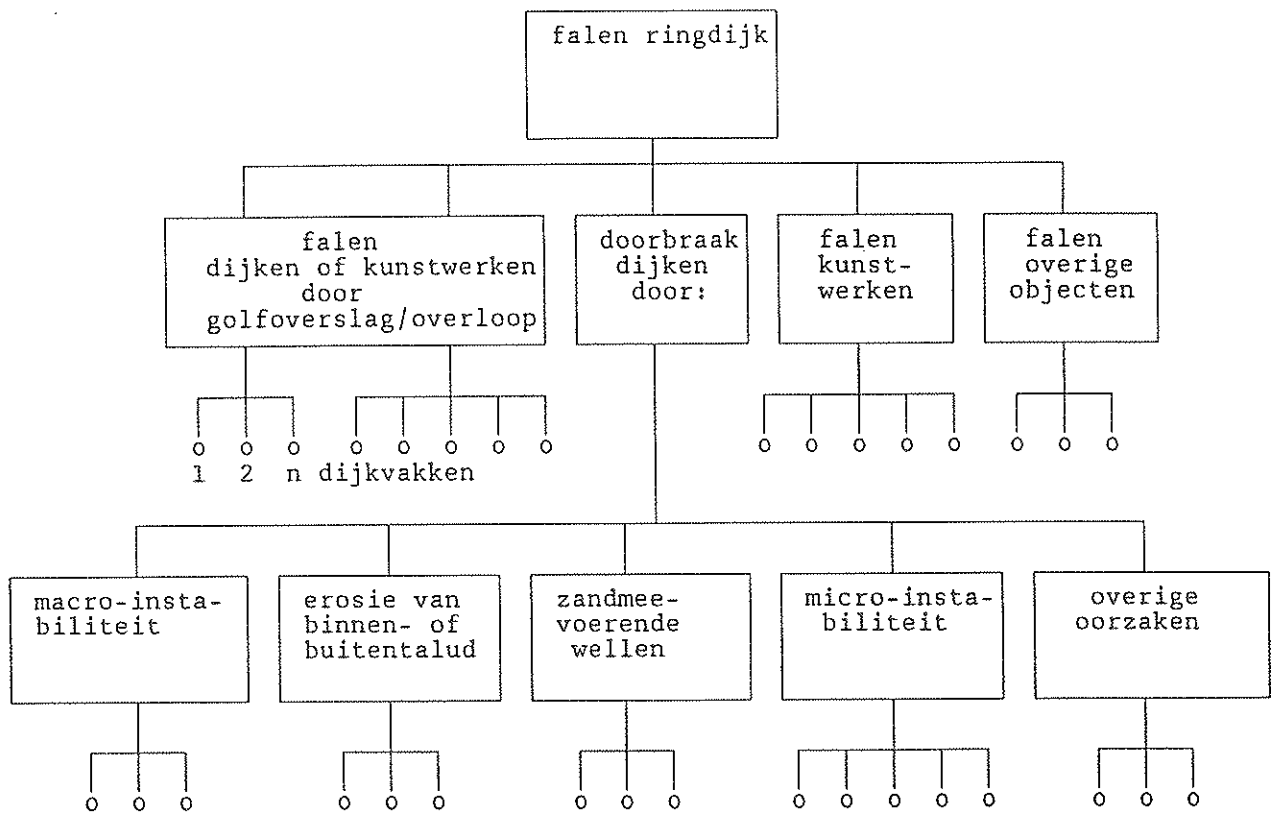 falen ringdijk
falen
dijken of kunstwerken
door
golfoverslag/overloop
doorbraak
dijken
door:
falen
kunst-
werken
falen
overige
objecten
o o o o o o o o
1 2 n dijkvakken
o o o o o
o o o
macro-insta-
biliteit
erosie van
binnen- of
buitentalud
zandmee-
voerende
wellen
micro-insta-
biliteit
overige
oorzaken
o o o
o o o
o o o
o o o o o
o o o